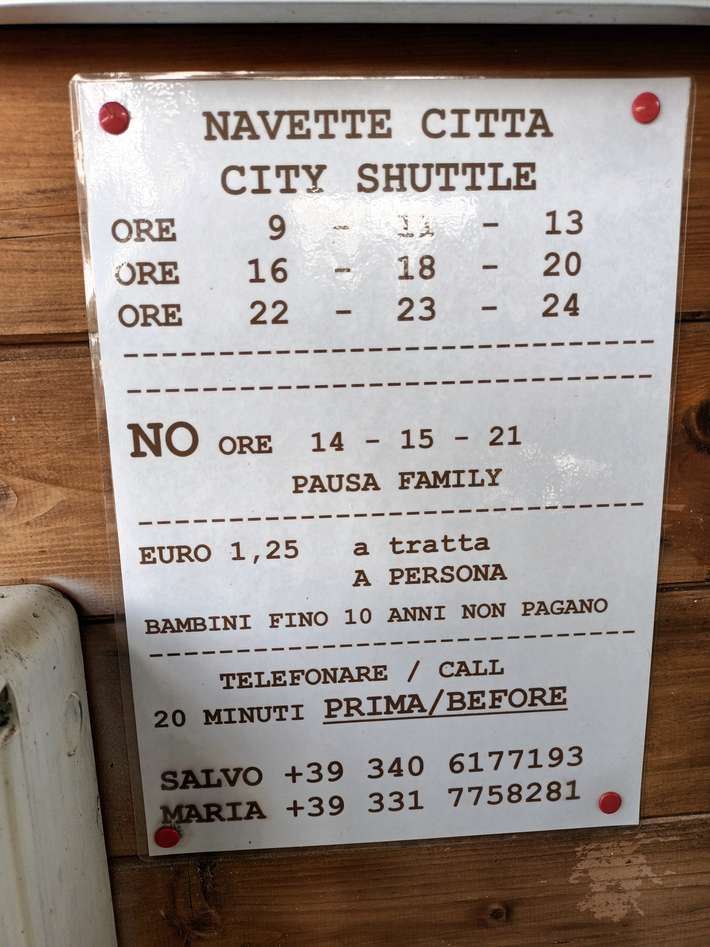 NAVETTE CITTA
CITY SHUTTLE
ORE 9 - 11 - 13
ORE 16 - 18 - 20
ORE 22 - 23 - 24
-----------------------------
-----------------------------
NO ORE 14 - 15 - 21
PAUSA FAMILY
----------------------------
EURO 1,25 a tratta
A PERSONA
BAMBINI FINO 10 ANNI NON PAGANO
---------------------------
TELEFONARE / CALL
20 MINUTI PRIMA/BEFORE
SALVO +39 340 6177193
MARIA +39 331 7758281